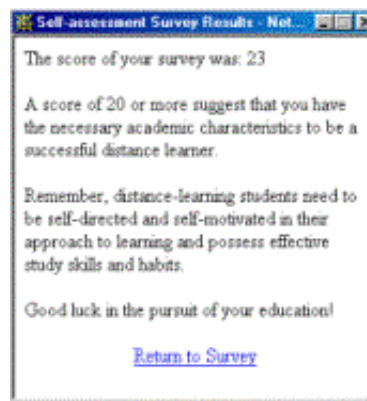 Self-assessment Survey Results - Net...
The score of your survey was: 23
A score of 20 or more suggest that you have
the necessary academic characteristics to be a
successful distance learner.
Remember, distance-learning students need to
be self-directed and self-motivated in their
approach to learning and possess effective
study skills and habits.
Good luck in the pursuit of your education!
Return to Survey